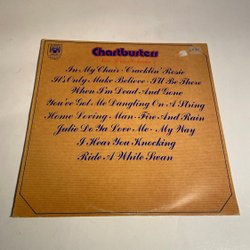 Chartbusters
In My Chair · Cracklin' Rosie
It's Only Make Believe · I'll Be There
When I'm Dead And Gone
You've Got Me Dangling On A String
Home Loving Man · Fire And Rain
Julie Do Ya Love Me · My Way
I Hear You Knocking
Ride A White Swan